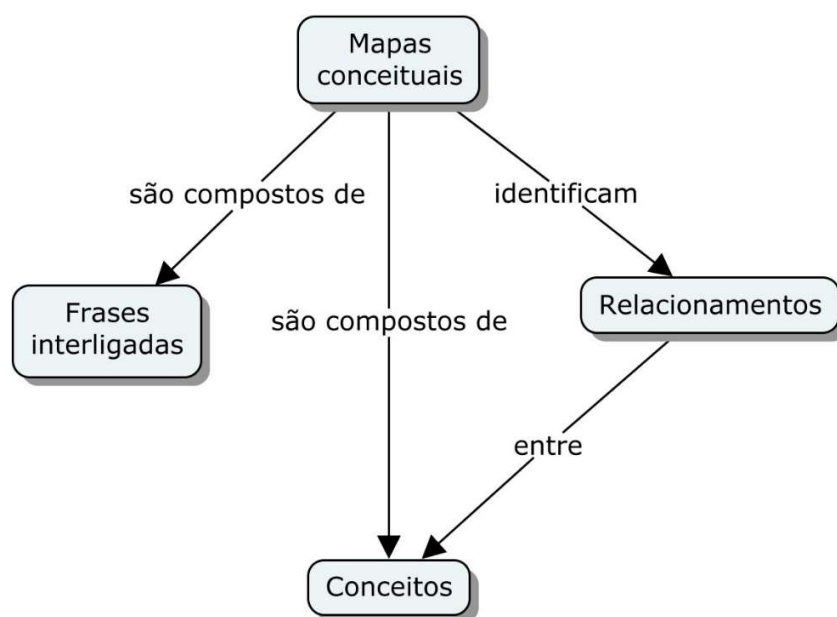 Mapas
conceituais
são compostos de
identificam
Frases
interligadas
são compostos de
Relacionamentos
entre
Conceitos